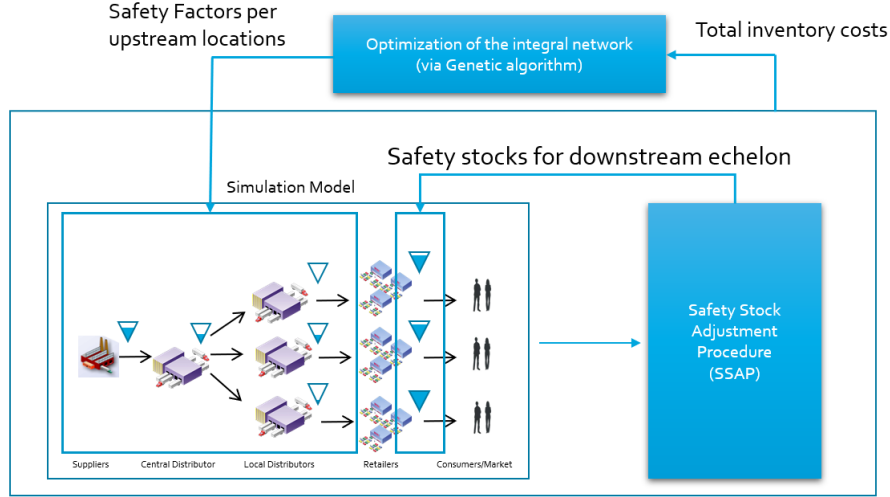 Safety Factors per
upstream locations
Optimization of the integral network
(via Genetic algorithm)
Total inventory costs
Safety stocks for downstream echelon
Simulation Model
Safety Stock
Adjustment
Procedure
(SSAP)
Suppliers
Central Distributor
Local Distributors
Retailers
Consumers/Market